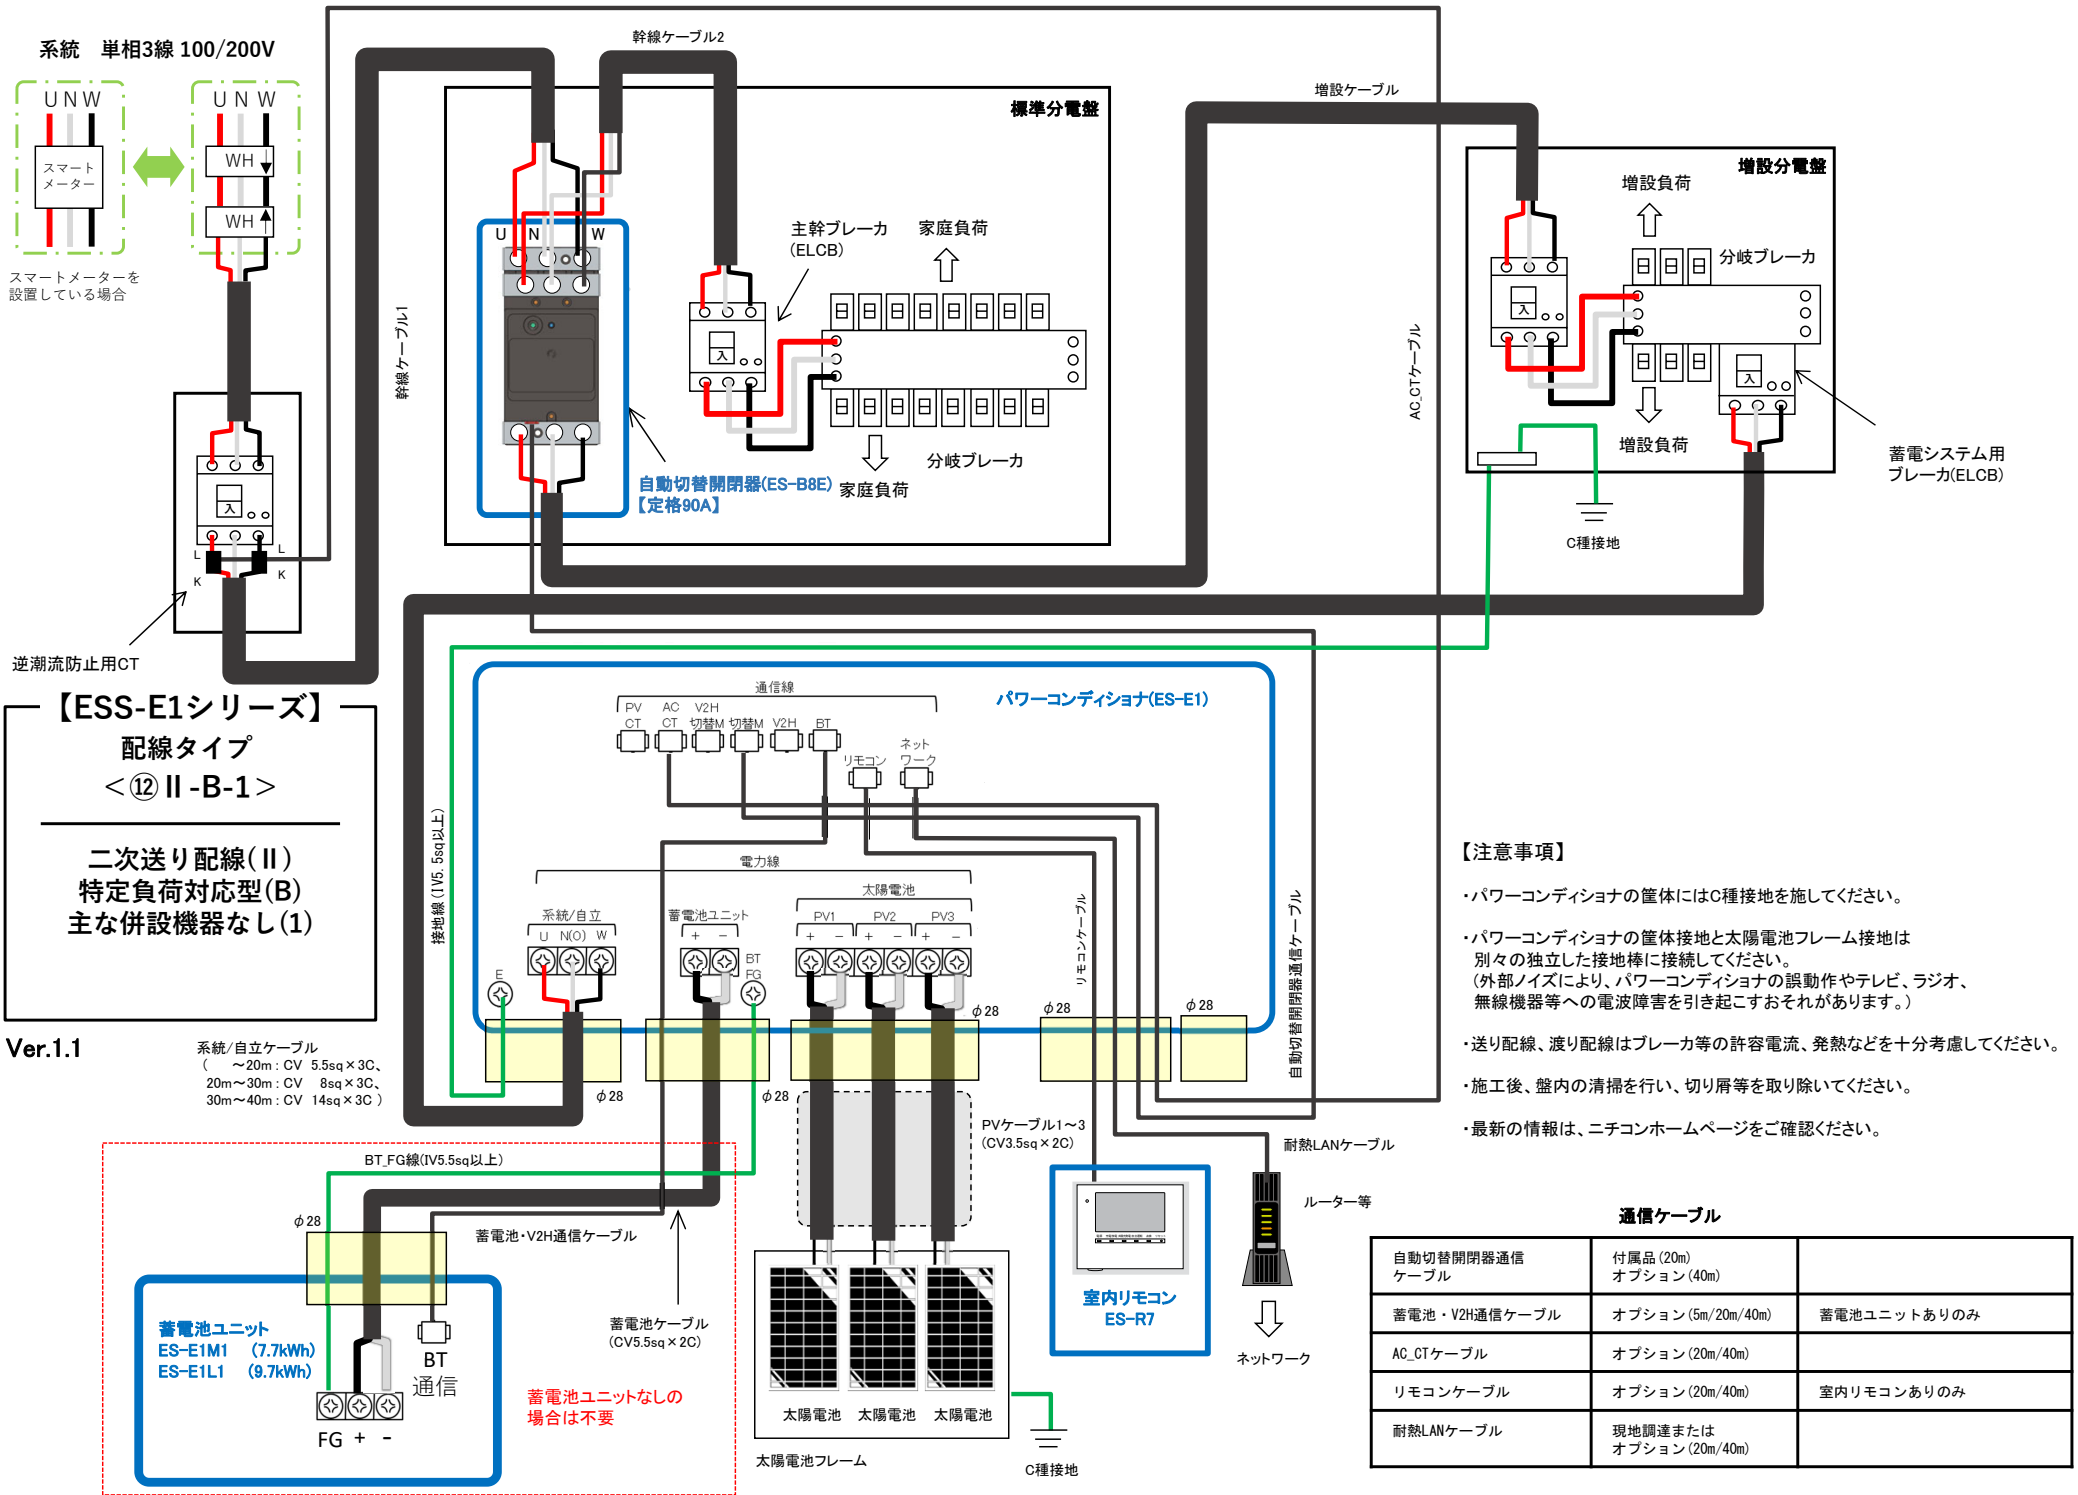 系統　単相3線 100/200V
U N W
U N W
スマート
メーター
WH
WH
スマートメーターを
設置している場合
幹線ケーブル2
幹線ケーブル1
標準分電盤
U N W
主幹ブレーカ
(ELCB)
家庭負荷
入
分岐ブレーカ
家庭負荷
自動切替開閉器(ES-B8E)
【定格90A】
増設ケーブル
AC_CTケーブル
増設分電盤
増設負荷
分岐ブレーカ
入
入
増設負荷
蓄電システム用
ブレーカ(ELCB)
C種接地
入
L
L
K
K
逆潮流防止用CT
【ESS-E1シリーズ】
配線タイプ
＜⑫Ⅱ-B-1＞
二次送り配線(Ⅱ)
特定負荷対応型(B)
主な併設機器なし(1)
Ver.1.1
パワーコンディショナ(ES-E1)
通信線
PV
CT
AC
CT
V2H
切替M
切替M
V2H
BT
リモコン
ネット
ワーク
接地線(IV5.5sq以上)
電力線
系統/自立
U N(O) W
蓄電池ユニット
+ −
太陽電池
PV1 PV2 PV3
+ − + − + −
E
BT
FG
φ28
φ28
φ28
φ28
φ28
リモコンケーブル
自動切替開閉器通信ケーブル
系統/自立ケーブル
(　～20m : CV 5.5sq×3C、
20m～30m : CV 8sq×3C、
30m～40m : CV 14sq×3C )
PVケーブル1～3
(CV3.5sq×2C)
耐熱LANケーブル
ルーター等
ネットワーク
室内リモコン
ES-R7
BT_FG線(IV5.5sq以上)
φ28
蓄電池・V2H通信ケーブル
蓄電池ケーブル
(CV5.5sq×2C)
蓄電池ユニット
ES-E1M1　(7.7kWh)
ES-E1L1　(9.7kWh)
BT
通信
FG + -
蓄電池ユニットなしの
場合は不要
太陽電池 太陽電池 太陽電池
太陽電池フレーム
C種接地
【注意事項】
・パワーコンディショナの筐体にはC種接地を施してください。
・パワーコンディショナの筐体接地と太陽電池フレーム接地は
別々の独立した接地棒に接続してください。
(外部ノイズにより、パワーコンディショナの誤動作やテレビ、ラジオ、
無線機器等への電波障害を引き起こすおそれがあります。)
・送り配線、渡り配線はブレーカ等の許容電流、発熱などを十分考慮してください。
・施工後、盤内の清掃を行い、切り屑等を取り除いてください。
・最新の情報は、ニチコンホームページをご確認ください。
通信ケーブル
自動切替開閉器通信
ケーブル
付属品(20m)
オプション(40m)
蓄電池・V2H通信ケーブル
オプション(5m/20m/40m)
蓄電池ユニットありのみ
AC_CTケーブル
オプション(20m/40m)
リモコンケーブル
オプション(20m/40m)
室内リモコンありのみ
耐熱LANケーブル
現地調達または
オプション(20m/40m)